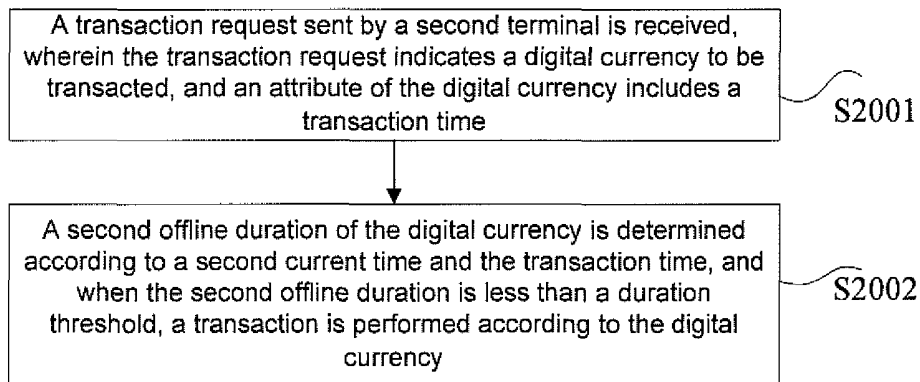 A transaction request sent by a second terminal is received,
wherein the transaction request indicates a digital currency to be
transacted, and an attribute of the digital currency includes a
transaction time
S2001
A second offline duration of the digital currency is determined
according to a second current time and the transaction time, and
when the second offline duration is less than a duration
threshold, a transaction is performed according to the digital
currency
S2002